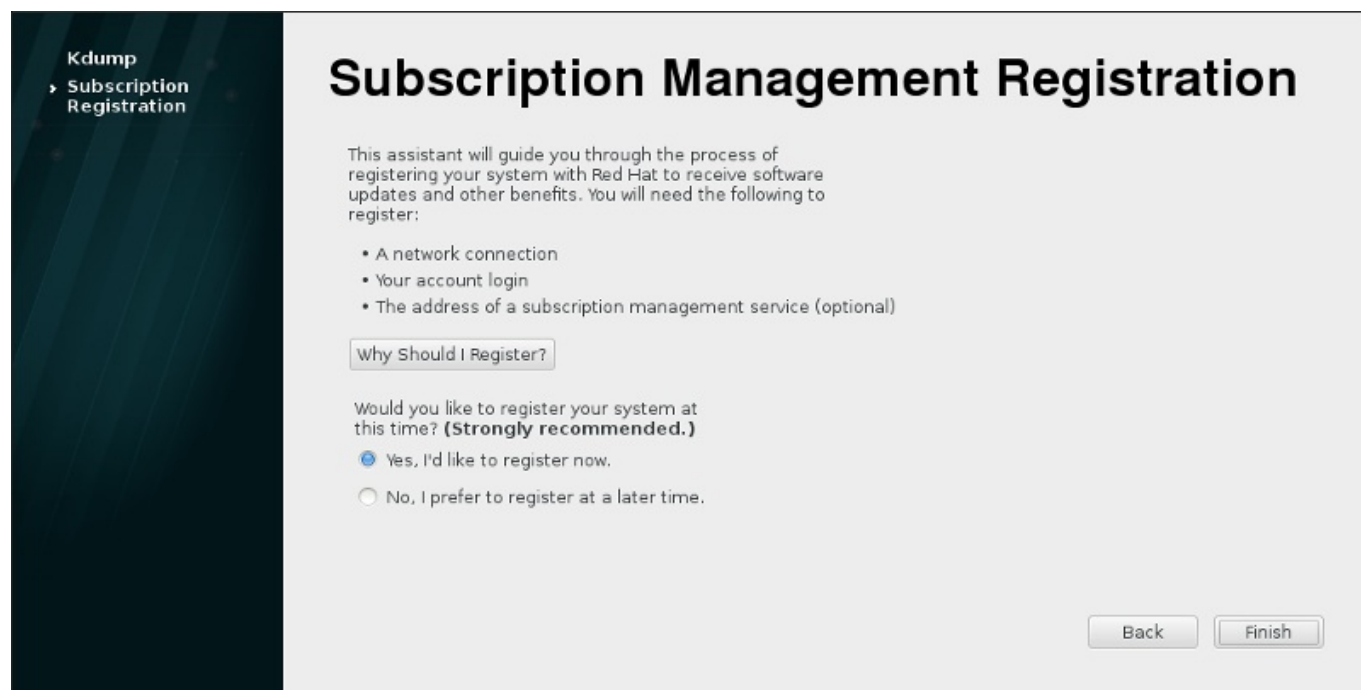 Kdump
Subscription
Registration
Subscription Management Registration
This assistant will guide you through the process of
registering your system with Red Hat to receive software
updates and other benefits. You will need the following to
register:
• A network connection
• Your account login
• The address of a subscription management service (optional)
Why Should I Register?
Would you like to register your system at
this time? (Strongly recommended.)
Yes, I'd like to register now.
No, I prefer to register at a later time.
Back
Finish